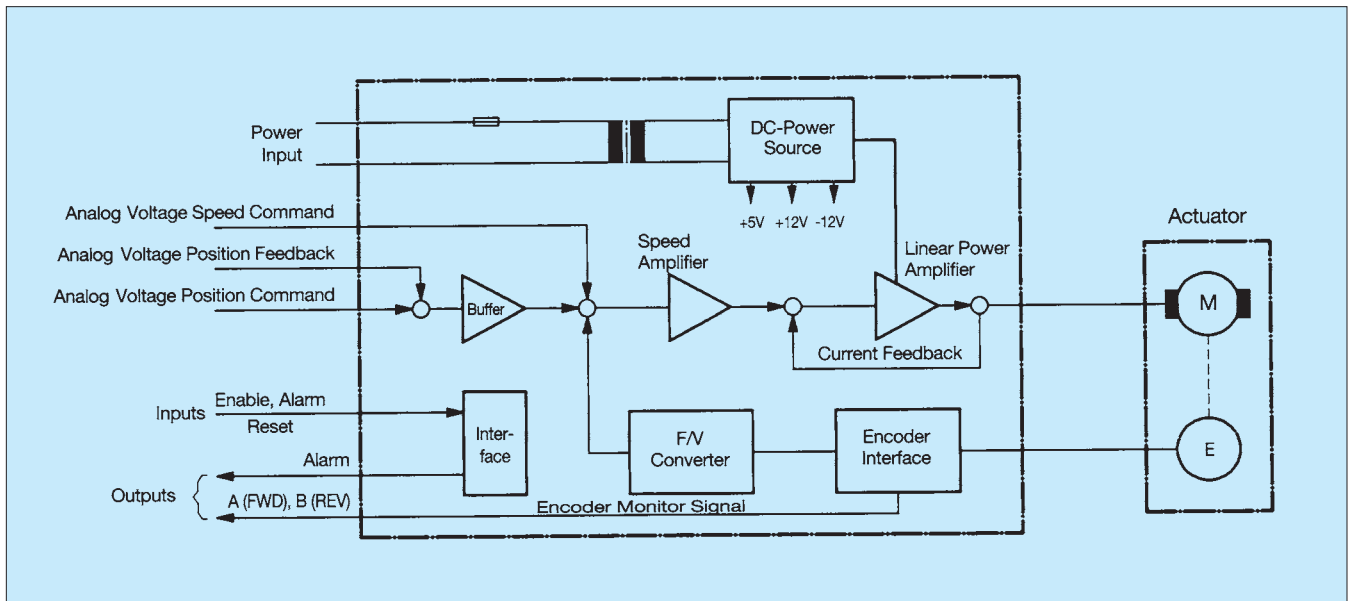 Power
Input
DC-Power
Source
+5V +12V -12V
Analog Voltage Speed Command
Analog Voltage Position Feedback
Analog Voltage Position Command
Buffer
Speed
Amplifier
Linear Power
Amplifier
Current Feedback
Actuator
M
E
Inputs
Enable, Alarm
Reset
Inter-
face
F/V
Converter
Encoder
Interface
Outputs
Alarm
A (FWD), B (REV)
Encoder Monitor Signal